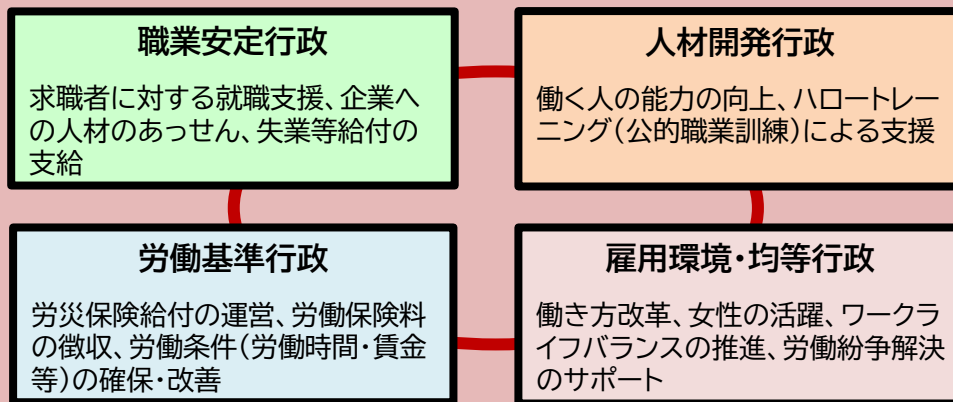 職業安定行政
求職者に対する就職支援、企業へ
の人材のあっせん、失業等給付の
支給
人材開発行政
働く人の能力の向上、ハロートレー
ニング(公的職業訓練)による支援
労働基準行政
労災保険給付の運営、労働保険料
の徴収、労働条件(労働時間・賃金
等)の確保・改善
雇用環境・均等行政
働き方改革、女性の活躍、ワークラ
イフバランスの推進、労働紛争解決
のサポート